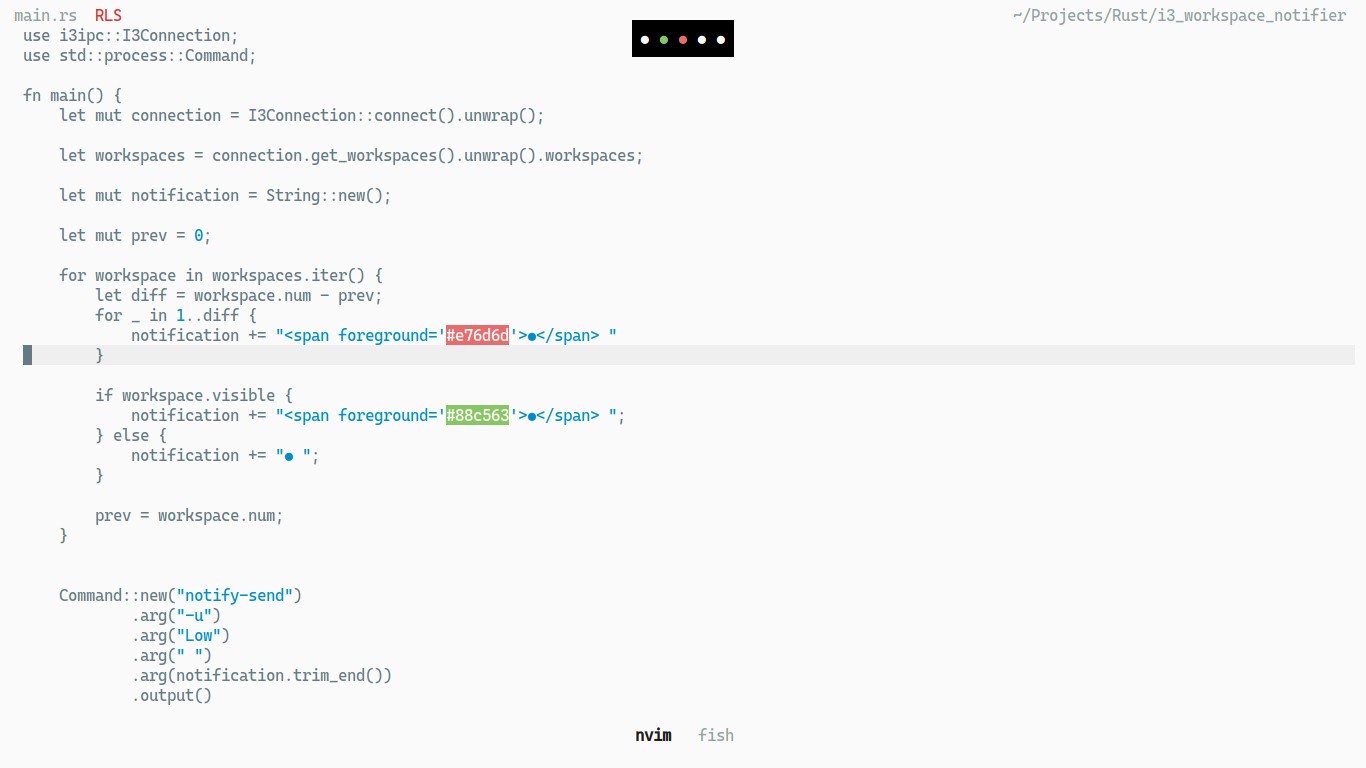 main.rs  RLS ~/Projects/Rust/i3_workspace_notifier
use i3ipc::I3Connection;
use std::process::Command;
● ● ● ● ●
fn main() {
    let mut connection = I3Connection::connect().unwrap();
    let workspaces = connection.get_workspaces().unwrap().workspaces;
    let mut notification = String::new();
    let mut prev = 0;
    for workspace in workspaces.iter() {
        let diff = workspace.num - prev;
        for _ in 1..diff {
            notification += "<span foreground='#e76d6d'>●</span> "
        }
        if workspace.visible {
            notification += "<span foreground='#88c563'>●</span> ";
        } else {
            notification += "● ";
        }
        prev = workspace.num;
    }
    Command::new("notify-send")
            .arg("-u")
            .arg("Low")
            .arg(" ")
            .arg(notification.trim_end())
            .output()
nvim   fish